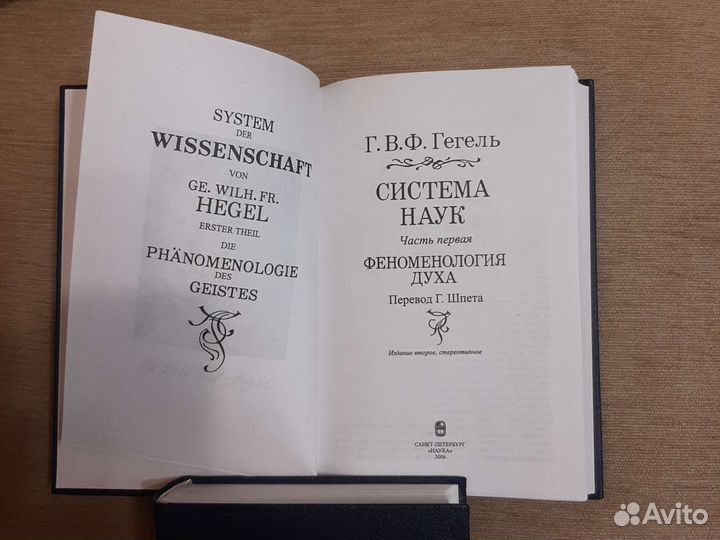 SYSTEM
DER
WISSENSCHAFT
VON
GE. WILH. FR.
HEGEL
ERSTER THEIL
DIE
PHÄNOMENOLOGIE
DES
GEISTES
Г. В.Ф. Гегель
СИСТЕМА
НАУК
Часть первая
ФЕНОМЕНОЛОГИЯ
ДУХА
Перевод Г. Шпета
Издание второе, стереотипное
САНКТ-ПЕТЕРБУРГ
«НАУКА»
2006
Avito